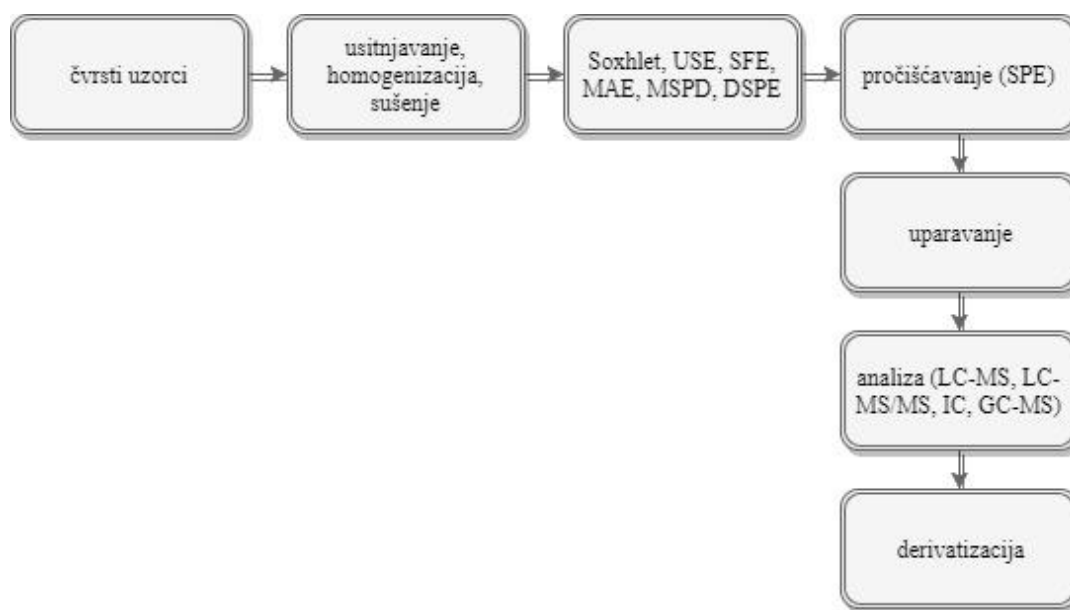 čvrsti uzorci
usitnjavanje,
homogenizacija,
sušenje
Soxhlet, USE, SFE,
MAE, MSPD, DSPE
pročišćavanje (SPE)
uparavanje
analiza (LC-MS, LC-
MS/MS, IC, GC-MS)
derivatizacija